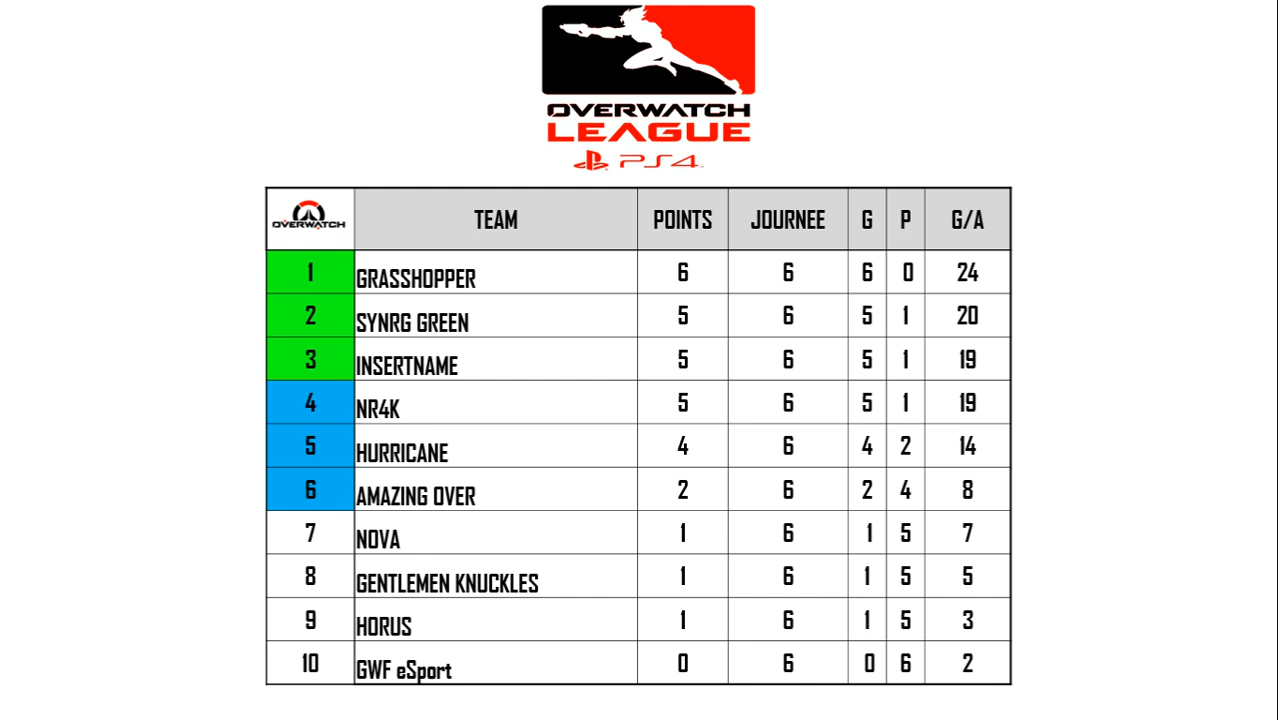 OVERWATCH
LEAGUE
PS4
OVERWATCH TEAM POINTS JOURNEE G P G/A
1 GRASSHOPPER 6 6 6 0 24
2 SYNRG GREEN 5 6 5 1 20
3 INSERTNAME 5 6 5 1 19
4 NR4K 5 6 5 1 19
5 HURRICANE 4 6 4 2 14
6 AMAZING OVER 2 6 2 4 8
7 NOVA 1 6 1 5 7
8 GENTLEMEN KNUCKLES 1 6 1 5 5
9 HORUS 1 6 1 5 3
10 GWF eSport 0 6 0 6 2